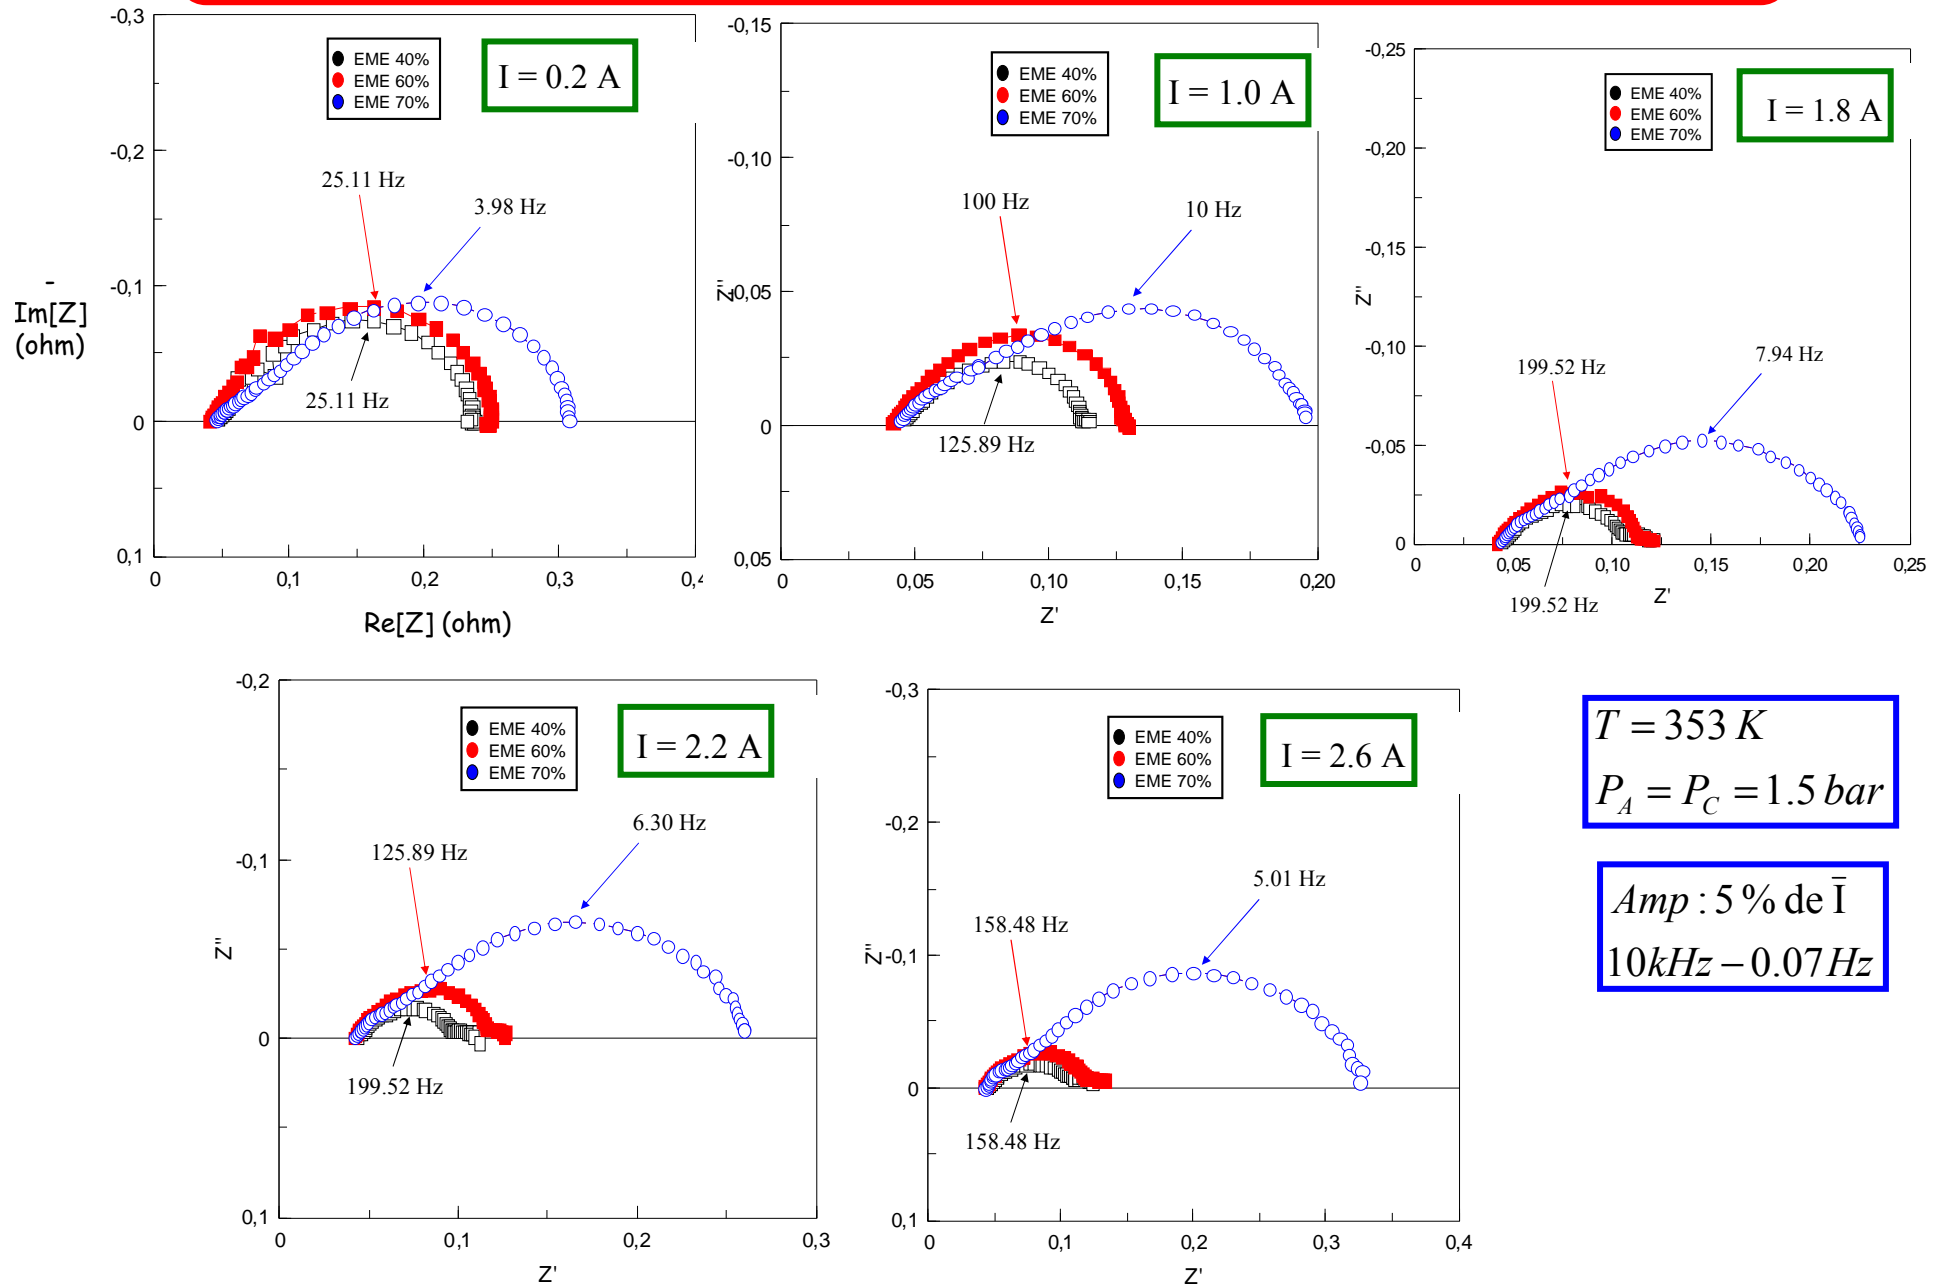 -0,3
-0,2
-0,1
0
0,1
0
0,1
0,2
0,3
0,4
-
Im[Z]
(ohm)
Re[Z] (ohm)
EME 40%
EME 60%
EME 70%
I = 0.2 A
25.11 Hz
3.98 Hz
25.11 Hz
-0,15
-0,10
-0,05
0
0,05
0
0,05
0,10
0,15
0,20
Z''
Z'
EME 40%
EME 60%
EME 70%
I = 1.0 A
100 Hz
10 Hz
125.89 Hz
-0,25
-0,20
-0,15
-0,10
-0,05
0
0
0,05
0,10
0,15
0,20
0,25
Z''
Z'
EME 40%
EME 60%
EME 70%
I = 1.8 A
199.52 Hz
7.94 Hz
199.52 Hz
-0,2
-0,1
0
0,1
0
0,1
0,2
0,3
Z''
Z'
EME 40%
EME 60%
EME 70%
I = 2.2 A
125.89 Hz
6.30 Hz
199.52 Hz
-0,3
-0,2
-0,1
0
0,1
0
0,1
0,2
0,3
0,4
Z''
Z'
EME 40%
EME 60%
EME 70%
I = 2.6 A
158.48 Hz
5.01 Hz
158.48 Hz
T = 353 K
P_A = P_C = 1.5 bar
Amp : 5 % de Ī
10kHz − 0.07Hz